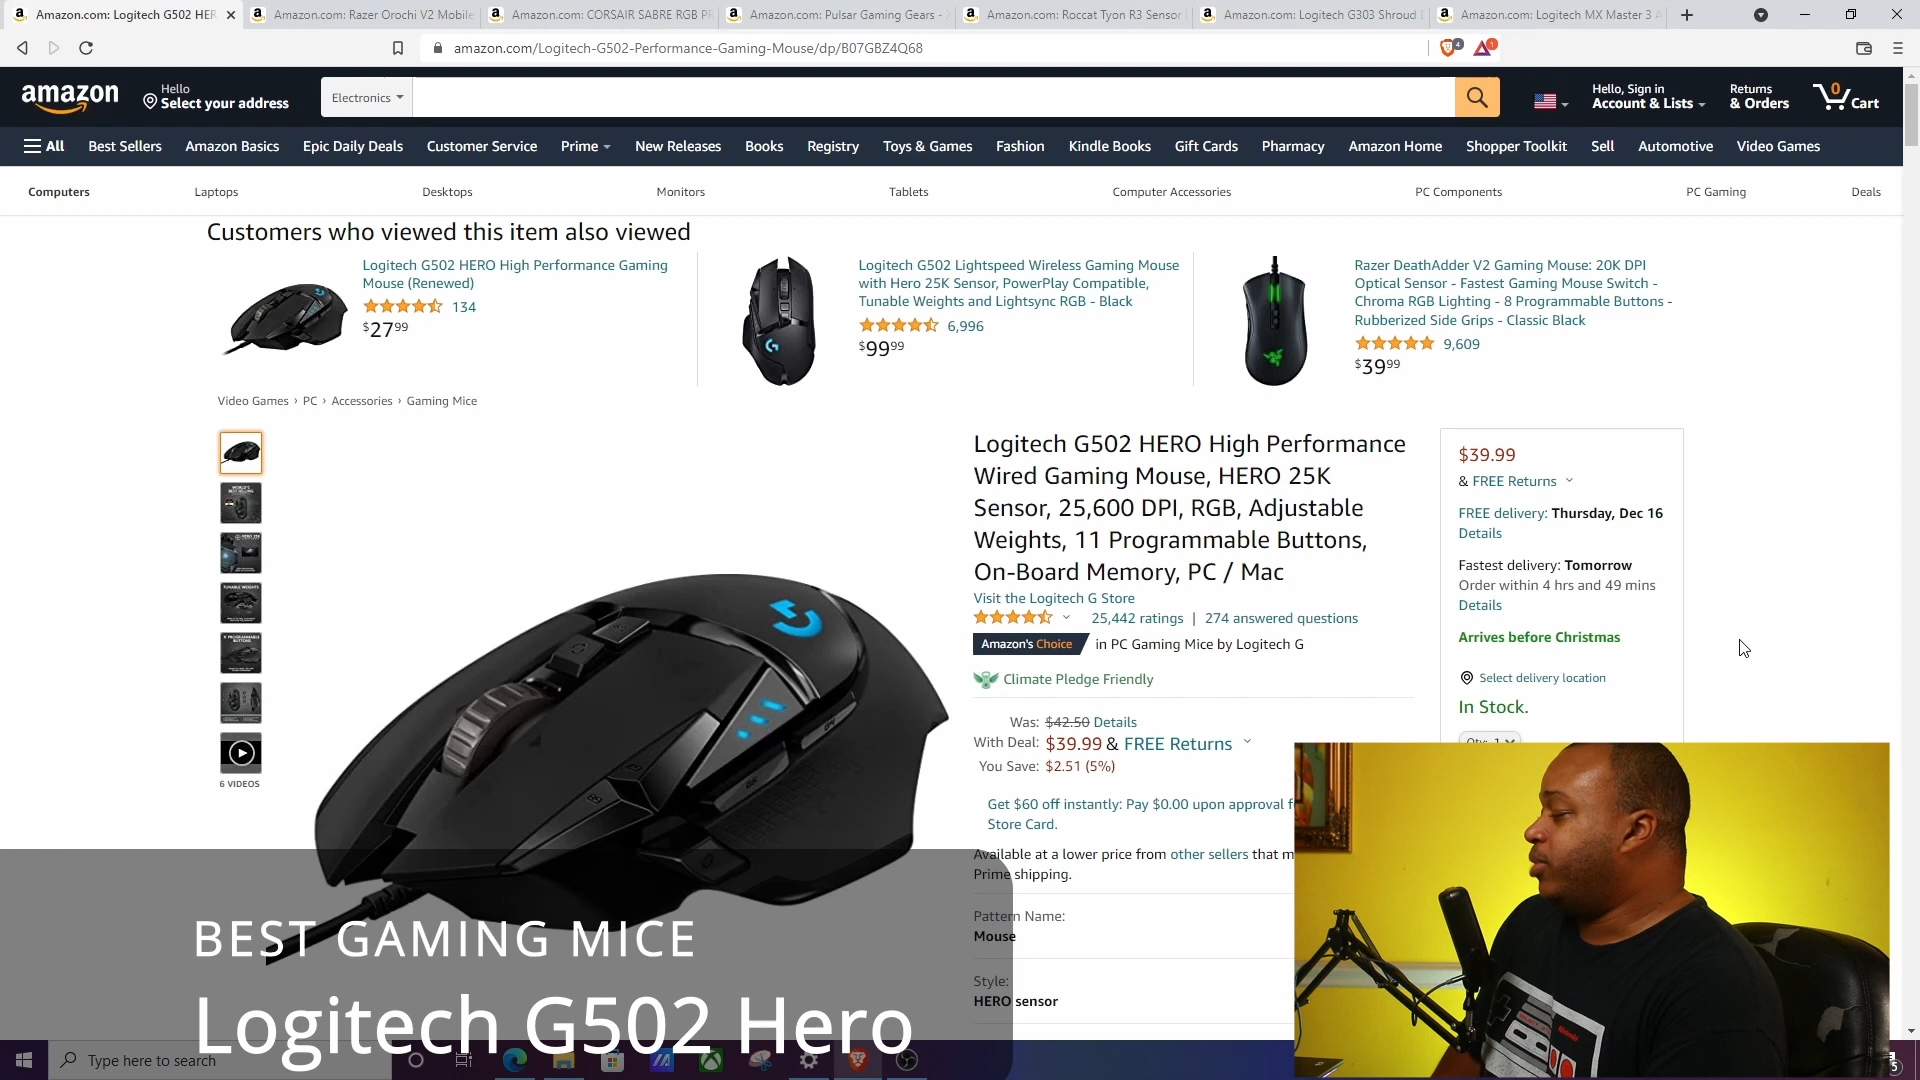 Amazon.com: Logitech G502 HER
Amazon.com: Razer Orochi V2 Mobile
Amazon.com: CORSAIR SABRE RGB PR
Amazon.com: Pulsar Gaming Gears -
Amazon.com: Roccat Tyon R3 Sensor
Amazon.com: Logitech G303 Shroud E
Amazon.com: Logitech MX Master 3 A
amazon.com/Logitech-G502-Performance-Gaming-Mouse/dp/B07GBZ4Q68
4
1
amazon
Hello
Select your address
Electronics
Hello, Sign in
Account & Lists
Returns
& Orders
0
Cart
All
Best Sellers
Amazon Basics
Epic Daily Deals
Customer Service
Prime
New Releases
Books
Registry
Toys & Games
Fashion
Kindle Books
Gift Cards
Pharmacy
Amazon Home
Shopper Toolkit
Sell
Automotive
Video Games
Computers
Laptops
Desktops
Monitors
Tablets
Computer Accessories
PC Components
PC Gaming
Deals
Customers who viewed this item also viewed
Logitech G502 HERO High Performance Gaming
Mouse (Renewed)
134
$2799
Logitech G502 Lightspeed Wireless Gaming Mouse
with Hero 25K Sensor, PowerPlay Compatible,
Tunable Weights and Lightsync RGB - Black
6,996
$9999
Razer DeathAdder V2 Gaming Mouse: 20K DPI
Optical Sensor - Fastest Gaming Mouse Switch -
Chroma RGB Lighting - 8 Programmable Buttons -
Rubberized Side Grips - Classic Black
9,609
$3999
Video Games › PC › Accessories › Gaming Mice
6 VIDEOS
Logitech G502 HERO High Performance
Wired Gaming Mouse, HERO 25K
Sensor, 25,600 DPI, RGB, Adjustable
Weights, 11 Programmable Buttons,
On-Board Memory, PC / Mac
Visit the Logitech G Store
25,442 ratings | 274 answered questions
Amazon's Choice in PC Gaming Mice by Logitech G
Climate Pledge Friendly
Was: $42.50 Details
With Deal: $39.99 & FREE Returns
You Save: $2.51 (5%)
Get $60 off instantly: Pay $0.00 upon approval f
Store Card.
Available at a lower price from other sellers that m
Prime shipping.
Pattern Name:
Mouse
Style:
HERO sensor
$39.99
& FREE Returns
FREE delivery: Thursday, Dec 16
Details
Fastest delivery: Tomorrow
Order within 4 hrs and 49 mins
Details
Arrives before Christmas
Select delivery location
In Stock.
Qty: 1
BEST GAMING MICE
Logitech G502 Hero
Nintendo
Type here to search
5